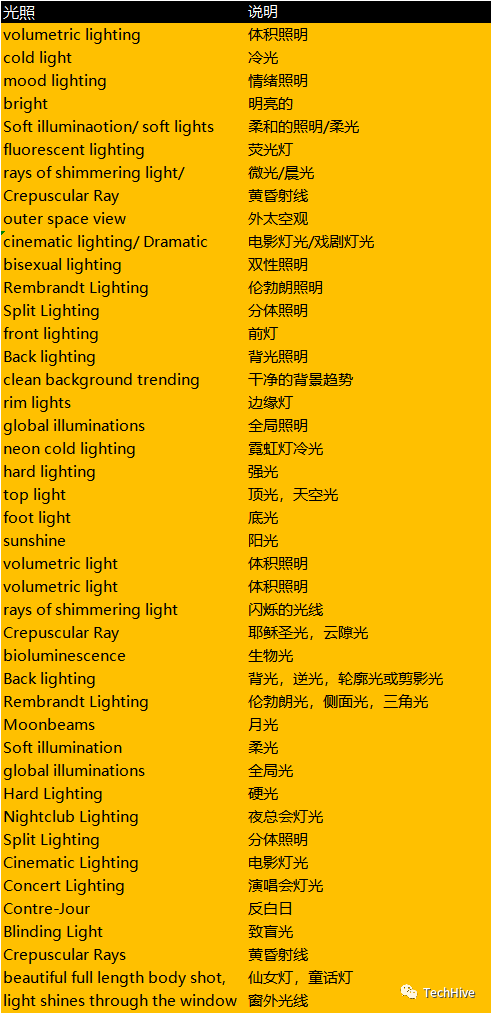 光照 说明
volumetric lighting 体积照明
cold light 冷光
mood lighting 情绪照明
bright 明亮的
Soft illuminaotion/ soft lights 柔和的照明/柔光
fluorescent lighting 荧光灯
rays of shimmering light/ 微光/晨光
Crepuscular Ray 黄昏射线
outer space view 外太空观
cinematic lighting/ Dramatic 电影灯光/戏剧灯光
bisexual lighting 双性照明
Rembrandt Lighting 伦勃朗照明
Split Lighting 分体照明
front lighting 前灯
Back lighting 背光照明
clean background trending 干净的背景趋势
rim lights 边缘灯
global illuminations 全局照明
neon cold lighting 霓虹灯冷光
hard lighting 强光
top light 顶光，天空光
foot light 底光
sunshine 阳光
volumetric light 体积照明
volumetric light 体积照明
rays of shimmering light 闪烁的光线
Crepuscular Ray 耶稣圣光，云隙光
bioluminescence 生物光
Back lighting 背光，逆光，轮廓光或剪影光
Rembrandt Lighting 伦勃朗光，侧面光，三角光
Moonbeams 月光
Soft illumination 柔光
global illuminations 全局光
Hard Lighting 硬光
Nightclub Lighting 夜总会灯光
Split Lighting 分体照明
Cinematic Lighting 电影灯光
Concert Lighting 演唱会灯光
Contre-Jour 反白日
Blinding Light 致盲光
Crepuscular Rays 黄昏射线
beautiful full length body shot, 仙女灯，童话灯
light shines through the window 窗外光线
TechHive